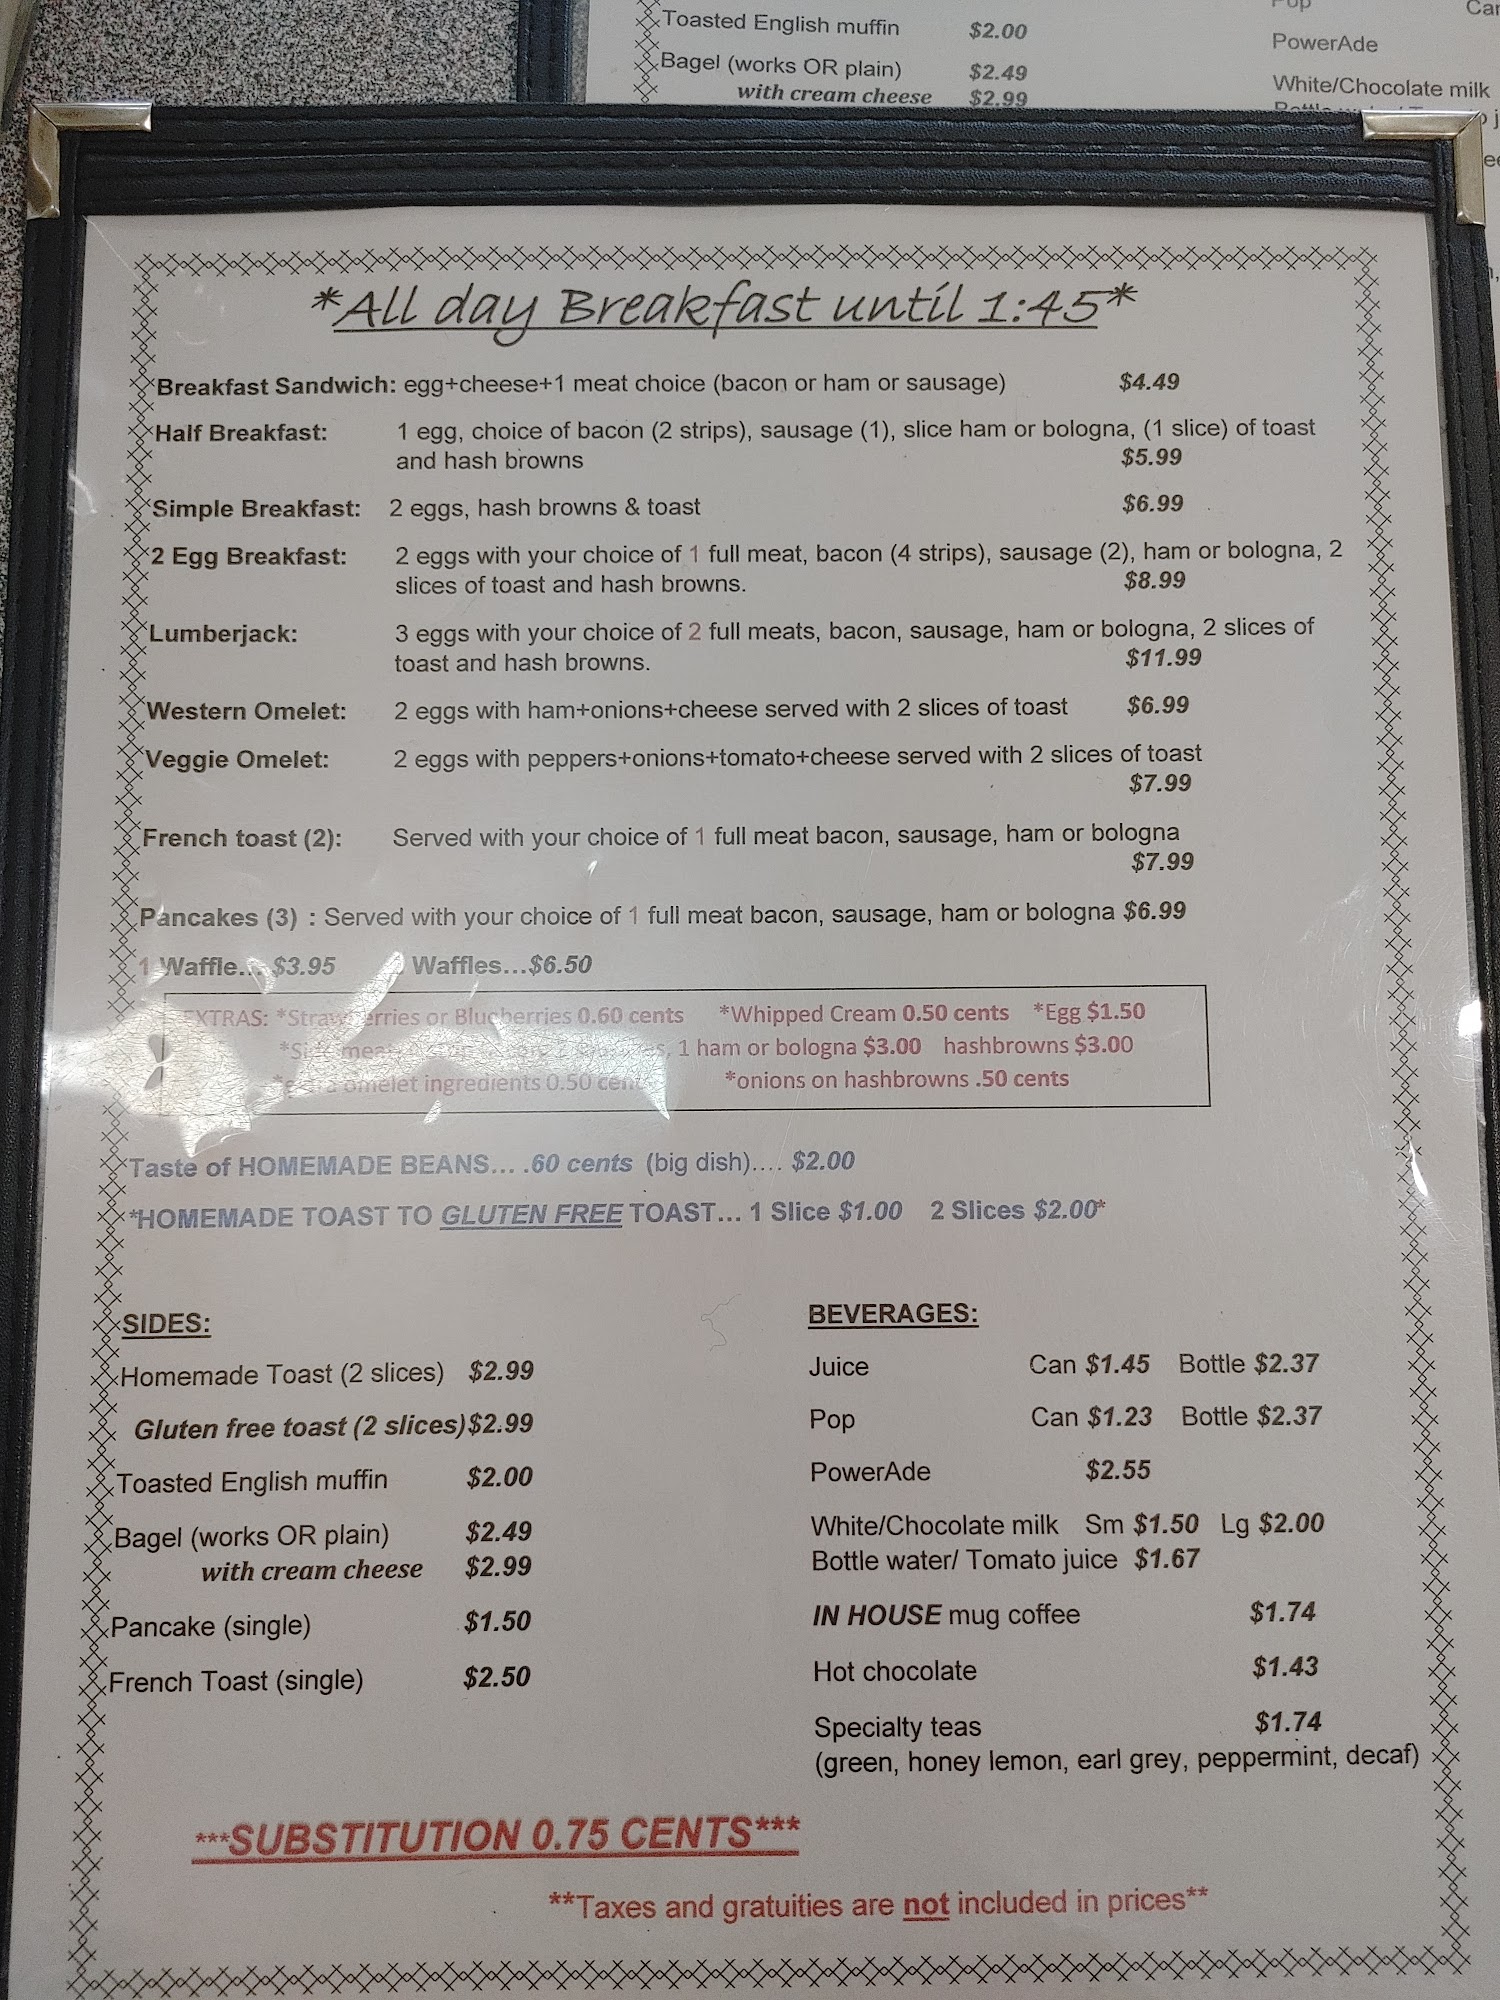 Pop Can
Toasted English muffin $2.00
PowerAde
Bagel (works OR plain) $2.49
White/Chocolate milk
with cream cheese $2.99
*All day Breakfast until 1:45*
Breakfast Sandwich: egg+cheese+1 meat choice (bacon or ham or sausage) $4.49
Half Breakfast: 1 egg, choice of bacon (2 strips), sausage (1), slice ham or bologna, (1 slice) of toast
and hash browns $5.99
Simple Breakfast: 2 eggs, hash browns & toast $6.99
2 Egg Breakfast: 2 eggs with your choice of 1 full meat, bacon (4 strips), sausage (2), ham or bologna, 2
slices of toast and hash browns. $8.99
Lumberjack: 3 eggs with your choice of 2 full meats, bacon, sausage, ham or bologna, 2 slices of
toast and hash browns. $11.99
Western Omelet: 2 eggs with ham+onions+cheese served with 2 slices of toast $6.99
Veggie Omelet: 2 eggs with peppers+onions+tomato+cheese served with 2 slices of toast
$7.99
French toast (2): Served with your choice of 1 full meat bacon, sausage, ham or bologna
$7.99
Pancakes (3) : Served with your choice of 1 full meat bacon, sausage, ham or bologna $6.99
1 Waffle... $3.95 Waffles...$6.50
EXTRAS: *Strawberries or Blueberries 0.60 cents *Whipped Cream 0.50 cents *Egg $1.50
1 ham or bologna $3.00 hashbrowns $3.00
omelet ingredients 0.50 cents *onions on hashbrowns .50 cents
Taste of HOMEMADE BEANS... .60 cents (big dish).... $2.00
*HOMEMADE TOAST TO GLUTEN FREE TOAST... 1 Slice $1.00 2 Slices $2.00*
SIDES:
Homemade Toast (2 slices) $2.99
Gluten free toast (2 slices)$2.99
Toasted English muffin $2.00
Bagel (works OR plain) $2.49
with cream cheese $2.99
Pancake (single) $1.50
French Toast (single) $2.50
BEVERAGES:
Juice Can $1.45 Bottle $2.37
Pop Can $1.23 Bottle $2.37
PowerAde $2.55
White/Chocolate milk Sm $1.50 Lg $2.00
Bottle water/ Tomato juice $1.67
IN HOUSE mug coffee $1.74
Hot chocolate $1.43
Specialty teas $1.74
(green, honey lemon, earl grey, peppermint, decaf)
***SUBSTITUTION 0.75 CENTS***
**Taxes and gratuities are not included in prices**